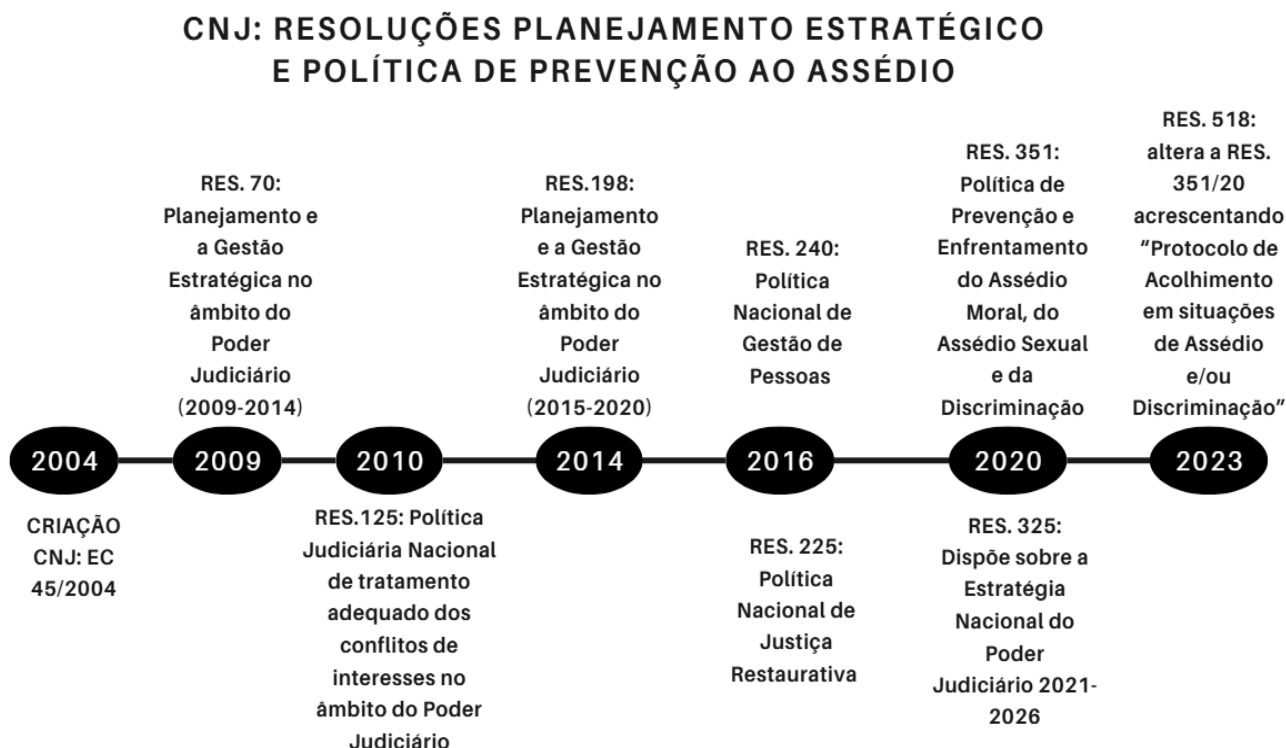 CNJ: RESOLUÇÕES PLANEJAMENTO ESTRATÉGICO
E POLÍTICA DE PREVENÇÃO AO ASSÉDIO
RES. 70:
Planejamento e
a Gestão
Estratégica no
âmbito do
Poder
Judiciário
(2009-2014)
RES.198:
Planejamento
e a Gestão
Estratégica no
âmbito do
Poder
Judiciário
(2015-2020)
RES. 240:
Política
Nacional de
Gestão de
Pessoas
RES. 351:
Política de
Prevenção e
Enfrentamento
do Assédio
Moral, do
Assédio Sexual
e da
Discriminação
RES. 518:
altera a RES.
351/20
acrescentando
“Protocolo de
Acolhimento
em situações
de Assédio
e/ou
Discriminação”
2004
2009
2010
2014
2016
2020
2023
CRIAÇÃO
CNJ: EC
45/2004
RES.125: Política
Judiciária Nacional
de tratamento
adequado dos
conflitos de
interesses no
âmbito do Poder
Judiciário
RES. 225:
Política
Nacional de
Justiça
Restaurativa
RES. 325:
Dispõe sobre a
Estratégia
Nacional do
Poder
Judiciário 2021-
2026